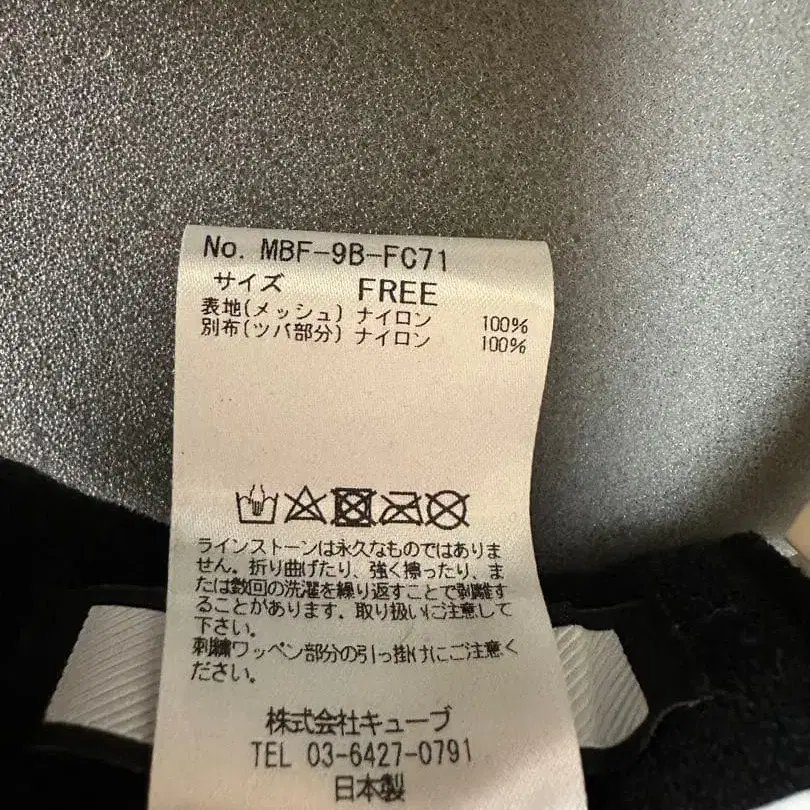 No. MBF-9B-FC71
サイズ FREE
表地(メッシュ) ナイロン 100%
別布(ツバ部分) ナイロン 100%
ラインストーンは永久なものではありま
せん。折り曲げたり、強く擦ったり、ま
たは数回の洗濯を繰り返すことで剥離す
ることがあります。取り扱いにご注意して
下さい。
刺繍ワッペン部分の引っ掛けにご注意く
ださい。
株式会社キューブ
TEL 03-6427-0791
日本製